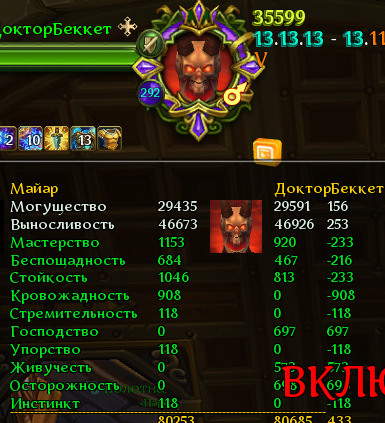 ДокторБеккет
35599
13.13.13 - 13.11
292
2 10 13
Майар ДокторБеккет
Могущество 29435 29591 156
Выносливость 46673 46926 253
Мастерство 1153 920 -233
Беспощадность 684 467 -216
Стойкость 1046 813 -233
Кровожадность 908 0 -908
Стремительность 118 0 -118
Господство 0 697 697
Упорство 118 0 -118
Живучесть 0
Осторожность 0
Инстинкт 118 0 -118
80253 80685 433
ВКЛЮ